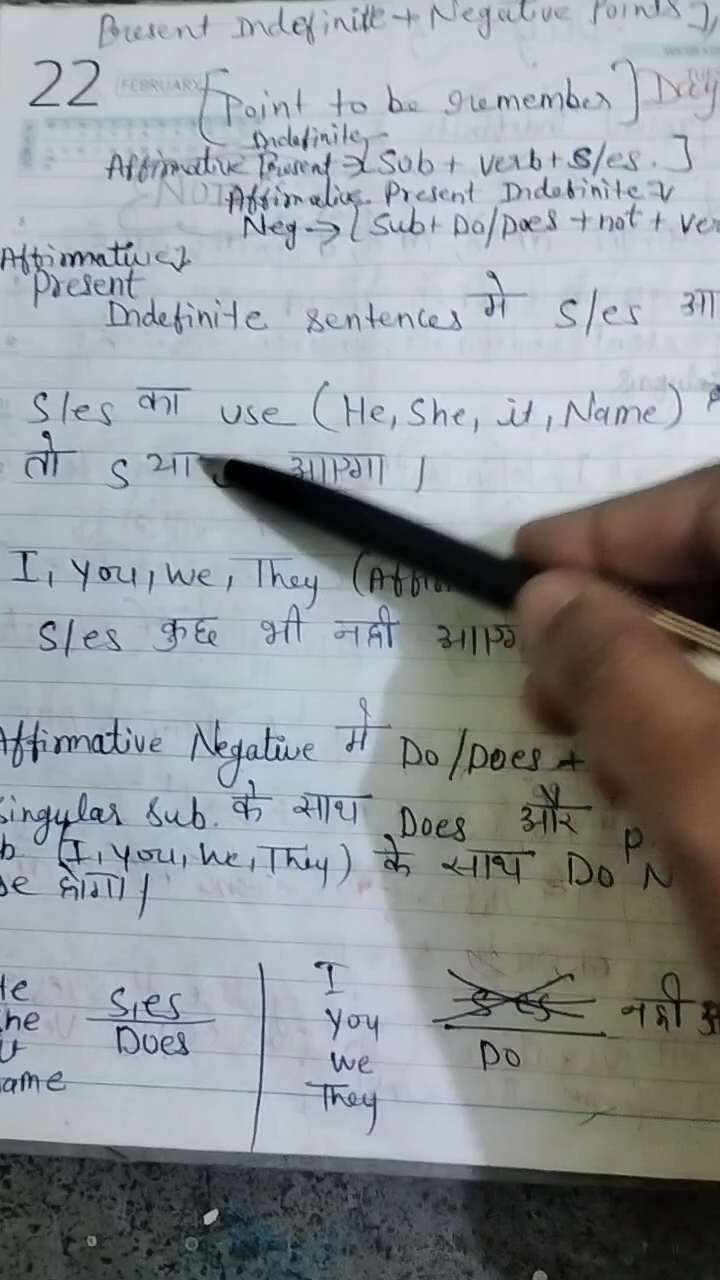 Present Indefinite + Negative Points
22 FEBRUARY [Point to be remember] Day
Indefinite
Affirmative Present → [Sub + verb + s/es.]
Affirmative Present Indefinite
Neg → [Sub + Do/Does + not + ve
Affirmative
Present
Indefinite sentences में s/es आ
S/es का use (He, She, it, Name)
तो s या आएगा ।
I, you, we, They (Affir
S/es कुछ भी नही आएग
Affirmative Negative में Do/Does +
singular sub. के साथ Does और P.
b (I, you, we, They) के साथ Do N
se होगा ।
He
She
it
Name
S,es
Does
I
you
we
They
s es नही
Do